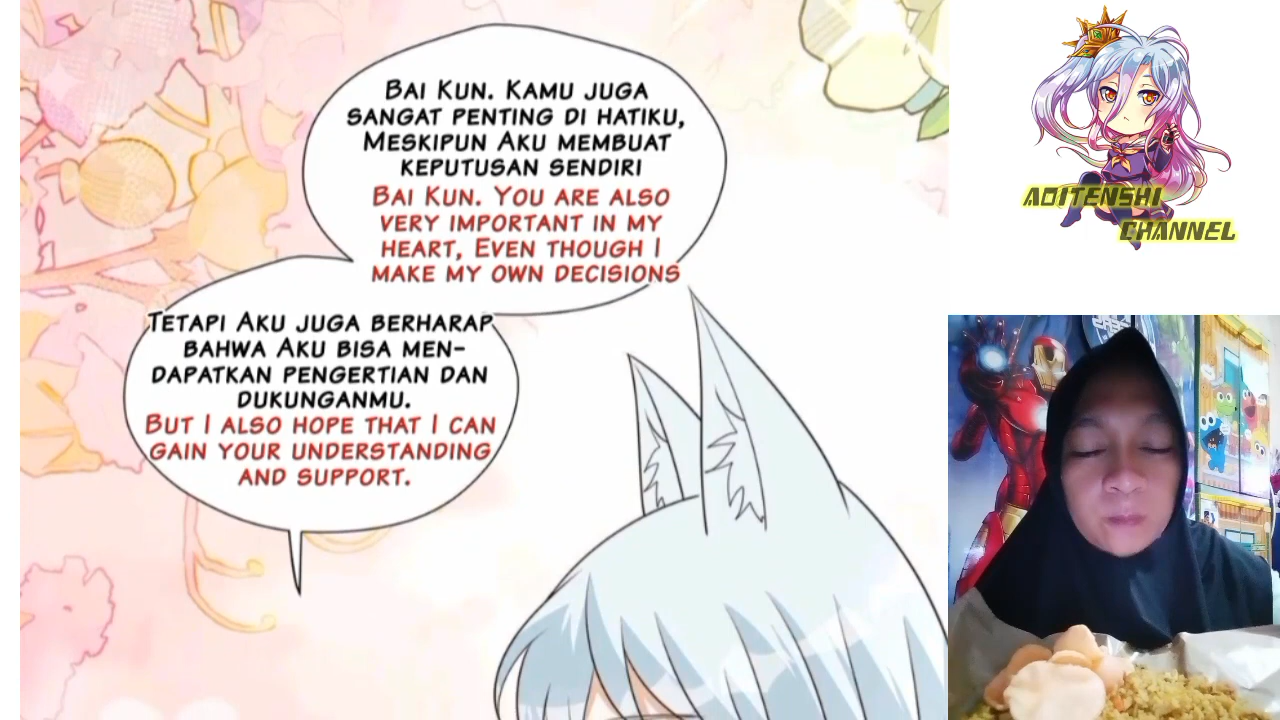 Bai Kun. Kamu juga
sangat penting di hatiku,
Meskipun Aku membuat
keputusan sendiri
Bai Kun. You are also
very important in my
heart, Even though I
make my own decisions
Tetapi Aku juga berharap
bahwa Aku bisa men-
dapatkan pengertian dan
dukunganmu.
But I also hope that I can
gain your understanding
and support.
ADITENSHI
CHANNEL